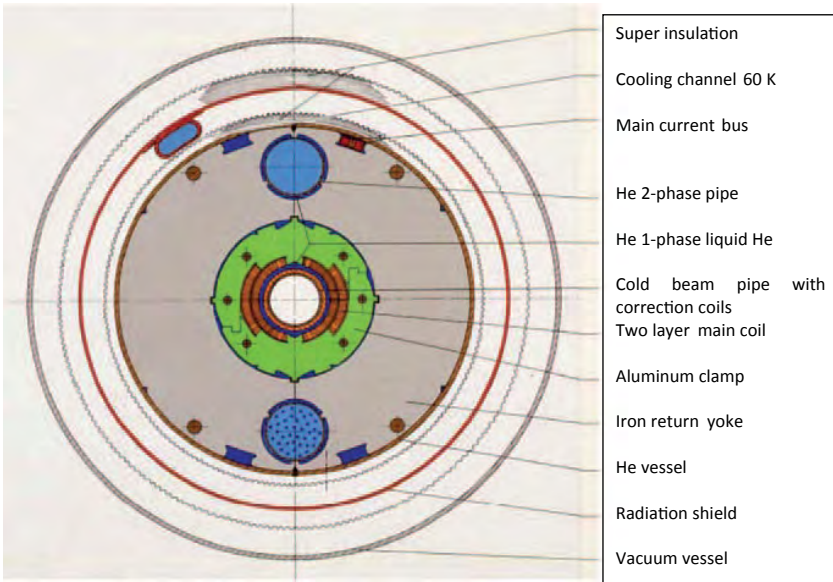 Super insulation
Cooling channel 60 K
Main current bus
BUS
He 2-phase pipe
He 1-phase liquid He
Cold beam pipe with
correction coils
Two layer main coil
Aluminum clamp
Iron return yoke
He vessel
Radiation shield
Vacuum vessel